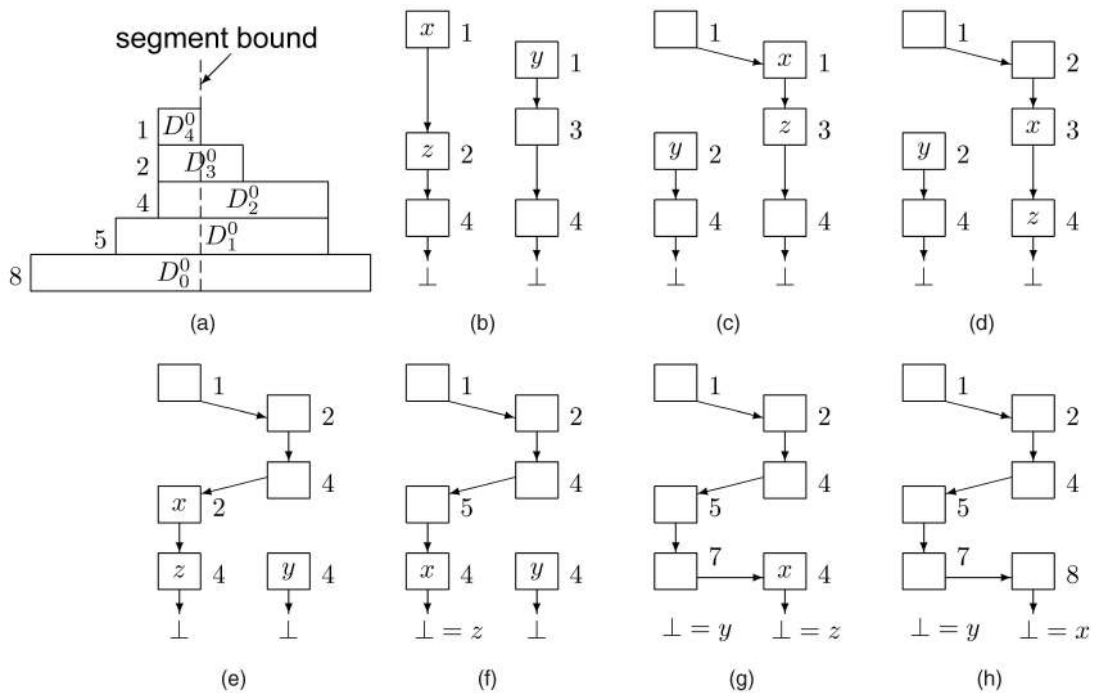 segment bound
1 D_4^0
2 D_3^0
4 D_2^0
5 D_1^0
8 D_0^0
(a)
x 1
y 1
3
z 2
4 4
⊥ ⊥
(b)
1
x 1
z 3
y 2
4 4
⊥ ⊥
(c)
1
2
x 3
y 2
4 z 4
⊥ ⊥
(d)
1
2
4
x 2
z 4 y 4
⊥ ⊥
(e)
1
2
4
5
x 4 y 4
⊥ = z ⊥
(f)
1
2
4
5
7 x 4
⊥ = y ⊥ = z
(g)
1
2
4
5
7 8
⊥ = y ⊥ = x
(h)